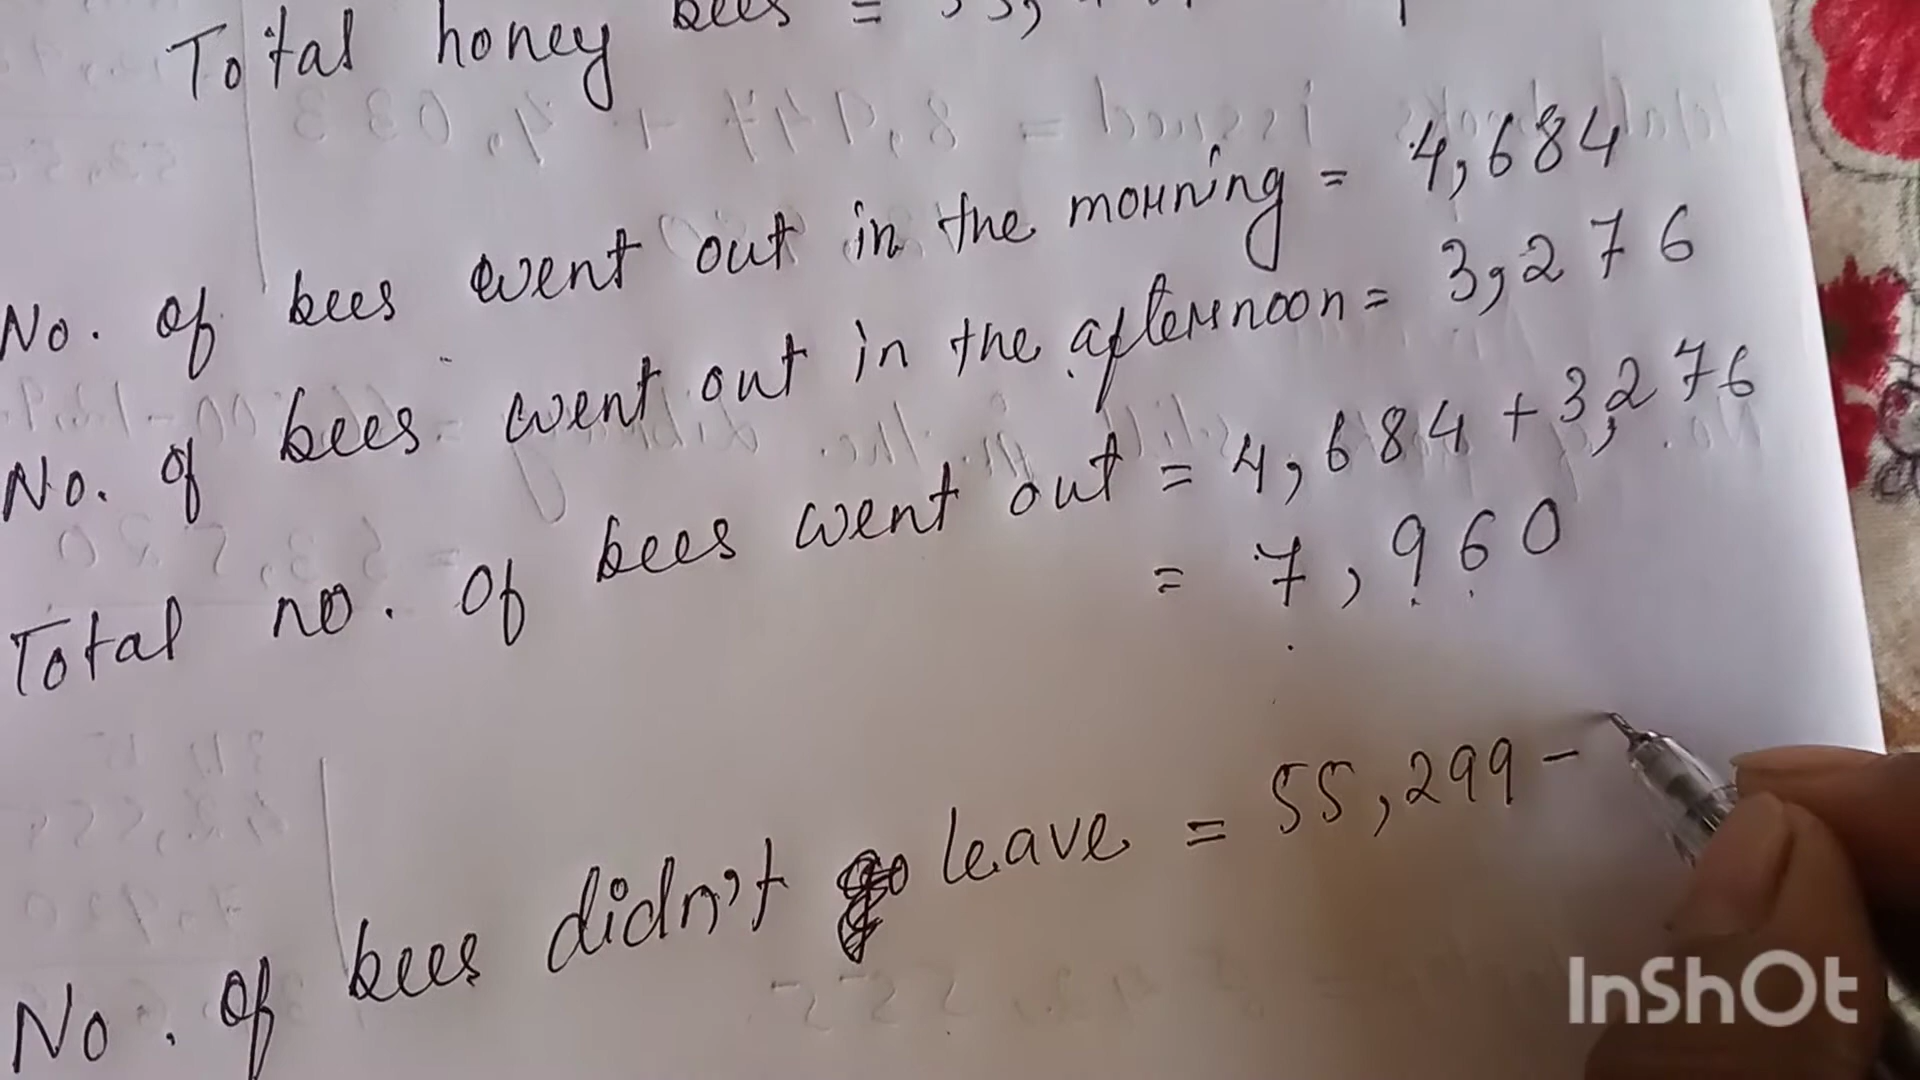 Total honey bees =
No. of bees went out in the morning = 4,684
No. of bees went out in the afternoon = 3,276
Total no. of bees went out = 4,684 + 3,276
= 7,960
No. of bees didn't leave = 55,299 -
InShOt